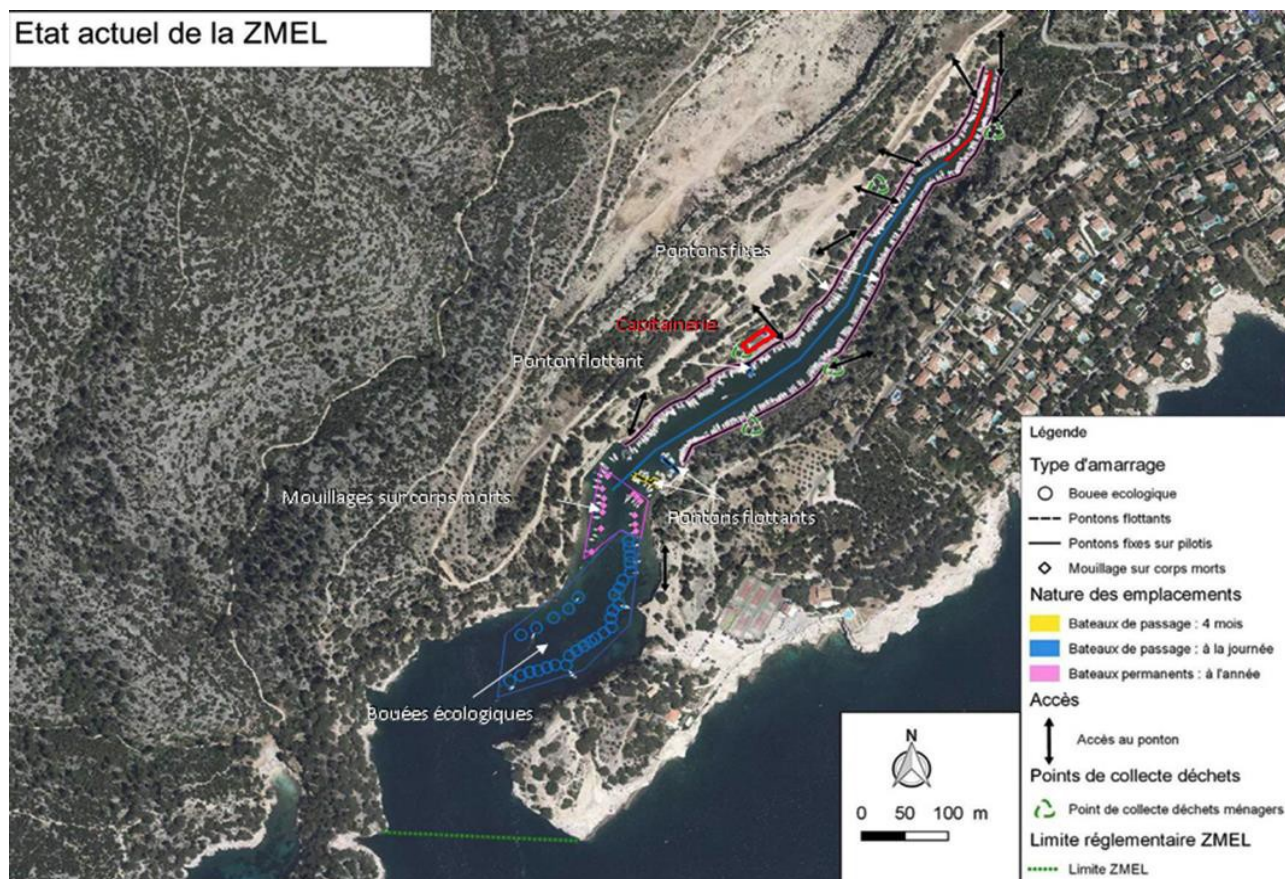 Etat actuel de la ZMEL
Pontons fixes
Capitainerie
Ponton flottant
Mouillages sur corps morts
Pontons flottants
Bouées écologiques
Légende
Type d'amarrage
Bouee ecologique
Pontons flottants
Pontons fixes sur pilotis
Mouillage sur corps morts
Nature des emplacements
Bateaux de passage : 4 mois
Bateaux de passage : à la journée
Bateaux permanents : à l'année
Accès
Accès au ponton
Points de collecte déchets
Point de collecte déchets ménagers
Limite réglementaire ZMEL
Limite ZMEL
N
0 50 100 m